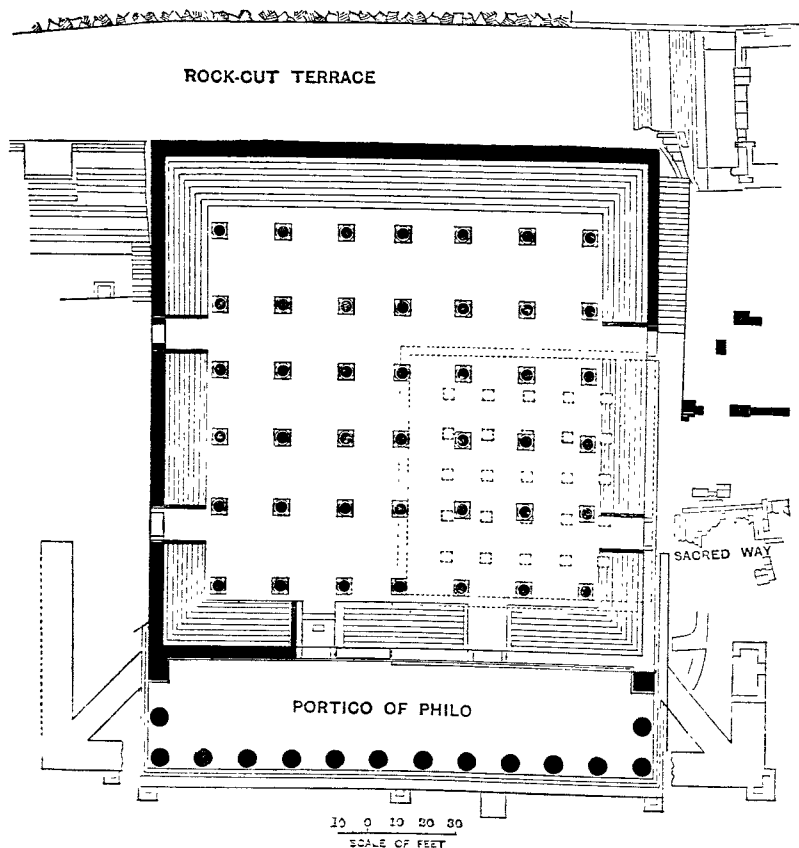 ROCK-CUT TERRACE
SACRED WAY
PORTICO OF PHILO
10 0 10 20 30
SCALE OF FEET